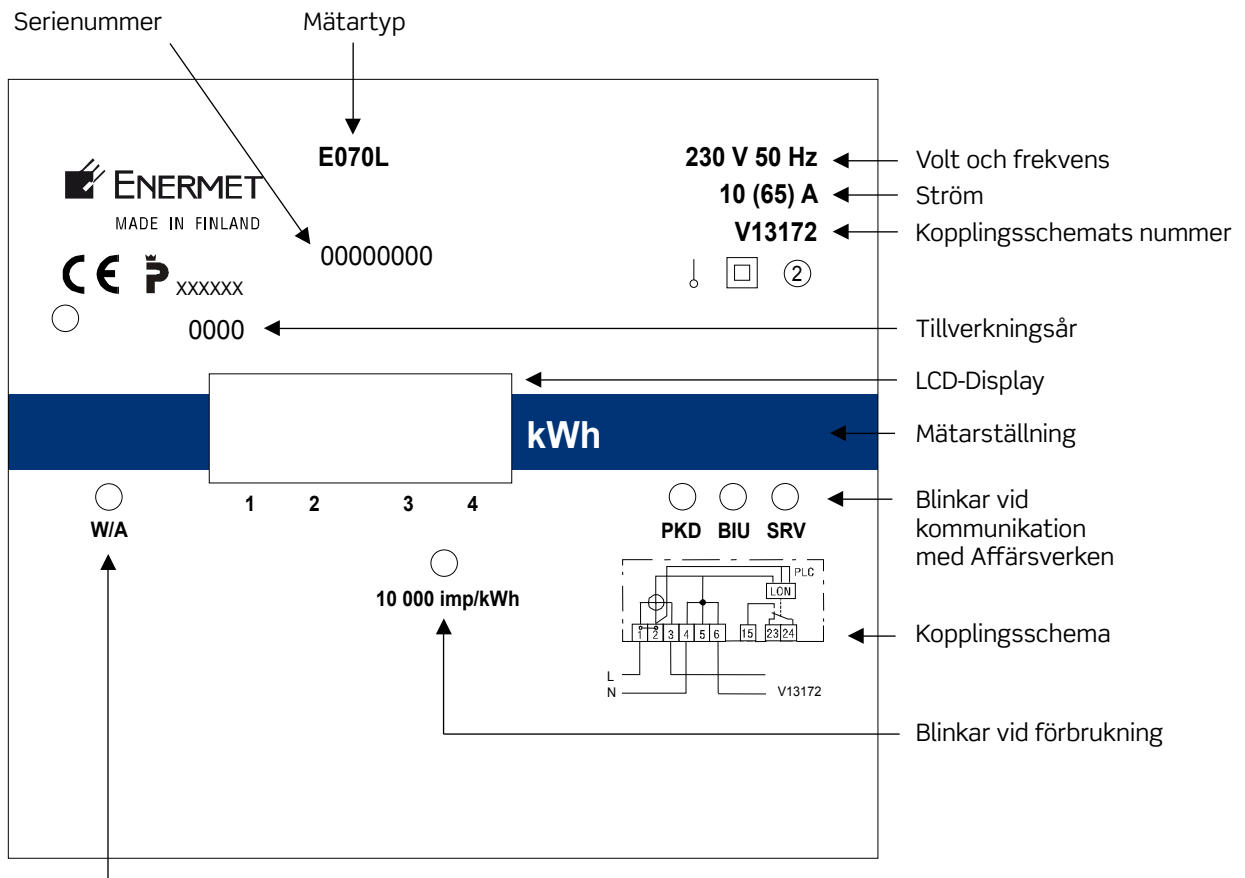 Serienummer
Mätartyp
E070L
230 V 50 Hz
Volt och frekvens
ENERMET
10 (65) A
Ström
MADE IN FINLAND
V13172
Kopplingsschemats nummer
00000000
CE P XXXXXX
2
0000
Tillverkningsår
LCD-Display
kWh
Mätarställning
1 2 3 4
W/A
PKD BIU SRV
Blinkar vid
kommunikation
med Affärsverken
10 000 imp/kWh
PLC
LON
1 2 3 4 5 6 15 23 24
Kopplingsschema
L
N
V13172
Blinkar vid förbrukning